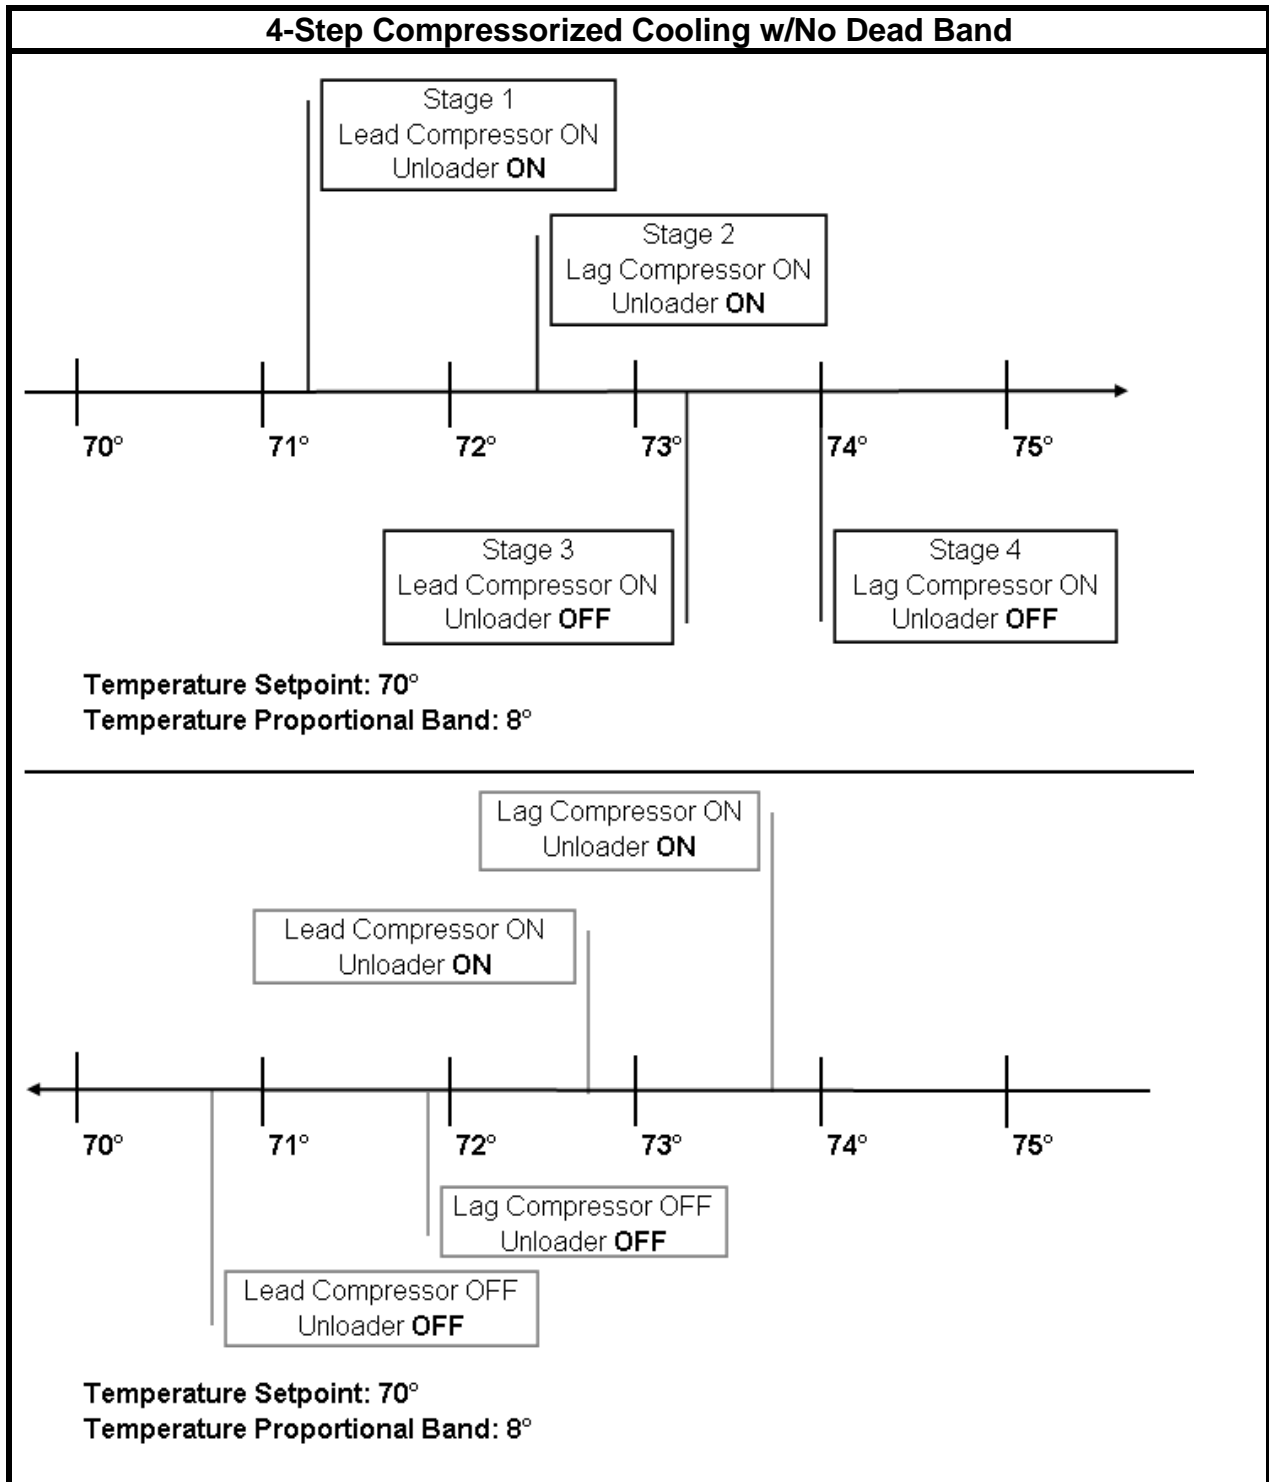 4-Step Compressorized Cooling w/No Dead Band
Stage 1
Lead Compressor ON
Unloader ON
Stage 2
Lag Compressor ON
Unloader ON
70°
71°
72°
73°
74°
75°
Stage 3
Lead Compressor ON
Unloader OFF
Stage 4
Lag Compressor ON
Unloader OFF
Temperature Setpoint: 70°
Temperature Proportional Band: 8°
Lag Compressor ON
Unloader ON
Lead Compressor ON
Unloader ON
70°
71°
72°
73°
74°
75°
Lag Compressor OFF
Unloader OFF
Lead Compressor OFF
Unloader OFF
Temperature Setpoint: 70°
Temperature Proportional Band: 8°